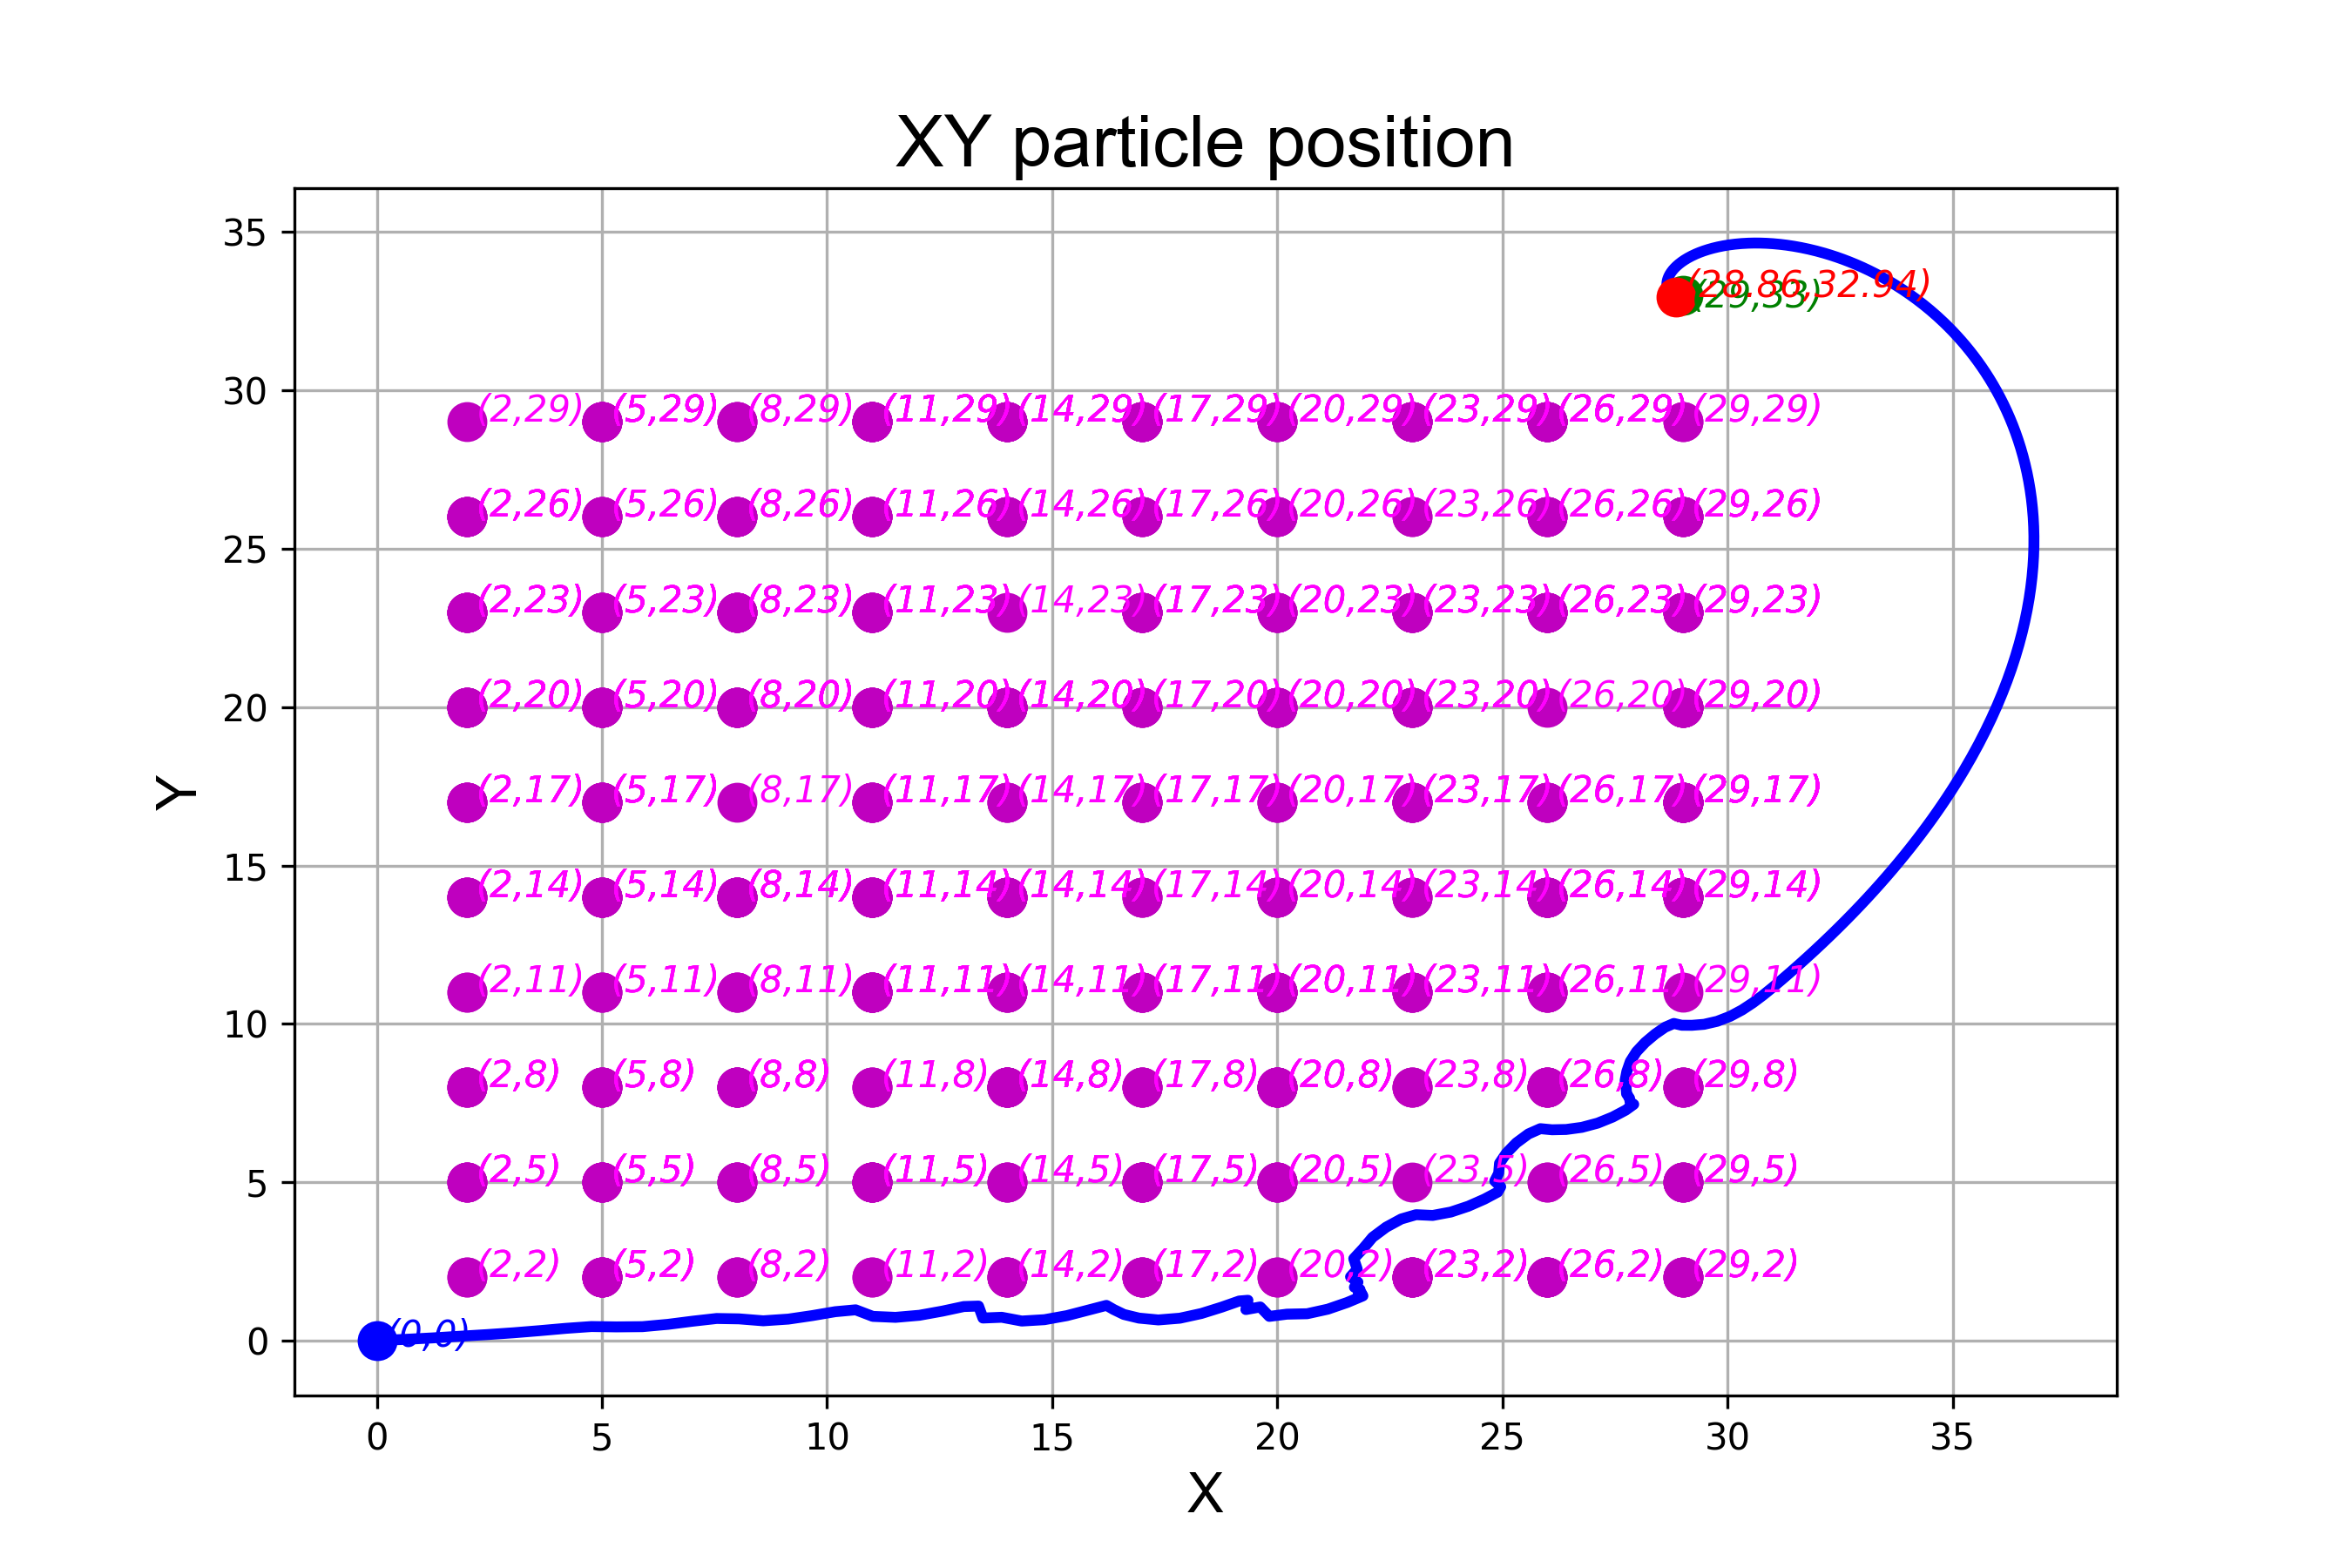 XY particle position
35
(28.86,32.94)
(29,33)
30
(2,29) (5,29) (8,29) (11,29) (14,29) (17,29) (20,29) (23,29) (26,29) (29,29)
(2,26) (5,26) (8,26) (11,26) (14,26) (17,26) (20,26) (23,26) (26,26) (29,26)
25
(2,23) (5,23) (8,23) (11,23) (14,23) (17,23) (20,23) (23,23) (26,23) (29,23)
20
(2,20) (5,20) (8,20) (11,20) (14,20) (17,20) (20,20) (23,20) (26,20) (29,20)
Y
(2,17) (5,17) (8,17) (11,17) (14,17) (17,17) (20,17) (23,17) (26,17) (29,17)
15
(2,14) (5,14) (8,14) (11,14) (14,14) (17,14) (20,14) (23,14) (26,14) (29,14)
(2,11) (5,11) (8,11) (11,11) (14,11) (17,11) (20,11) (23,11) (26,11) (29,11)
10
(2,8) (5,8) (8,8) (11,8) (14,8) (17,8) (20,8) (23,8) (26,8) (29,8)
5
(2,5) (5,5) (8,5) (11,5) (14,5) (17,5) (20,5) (23,5) (26,5) (29,5)
(2,2) (5,2) (8,2) (11,2) (14,2) (17,2) (20,2) (23,2) (26,2) (29,2)
0
(0,0)
0 5 10 15 20 25 30 35
X